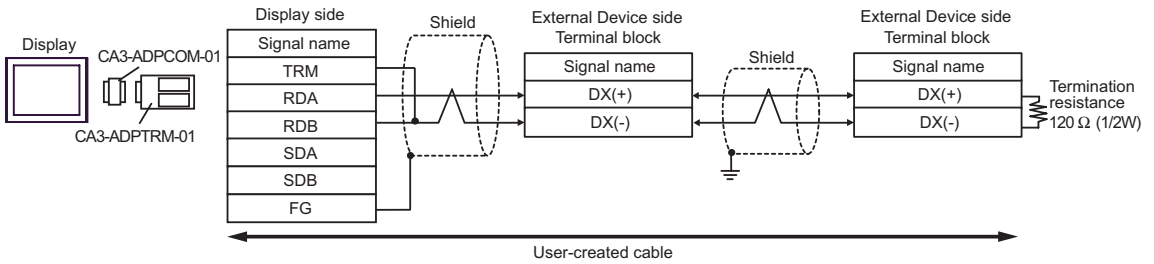 Display
CA3-ADPCOM-01
CA3-ADPTRM-01
Display side
Signal name
TRM
RDA
RDB
SDA
SDB
FG
Shield
External Device side
Terminal block
Signal name
DX(+)
DX(-)
Shield
External Device side
Terminal block
Signal name
DX(+)
DX(-)
Termination
resistance
120 Ω (1/2W)
User-created cable